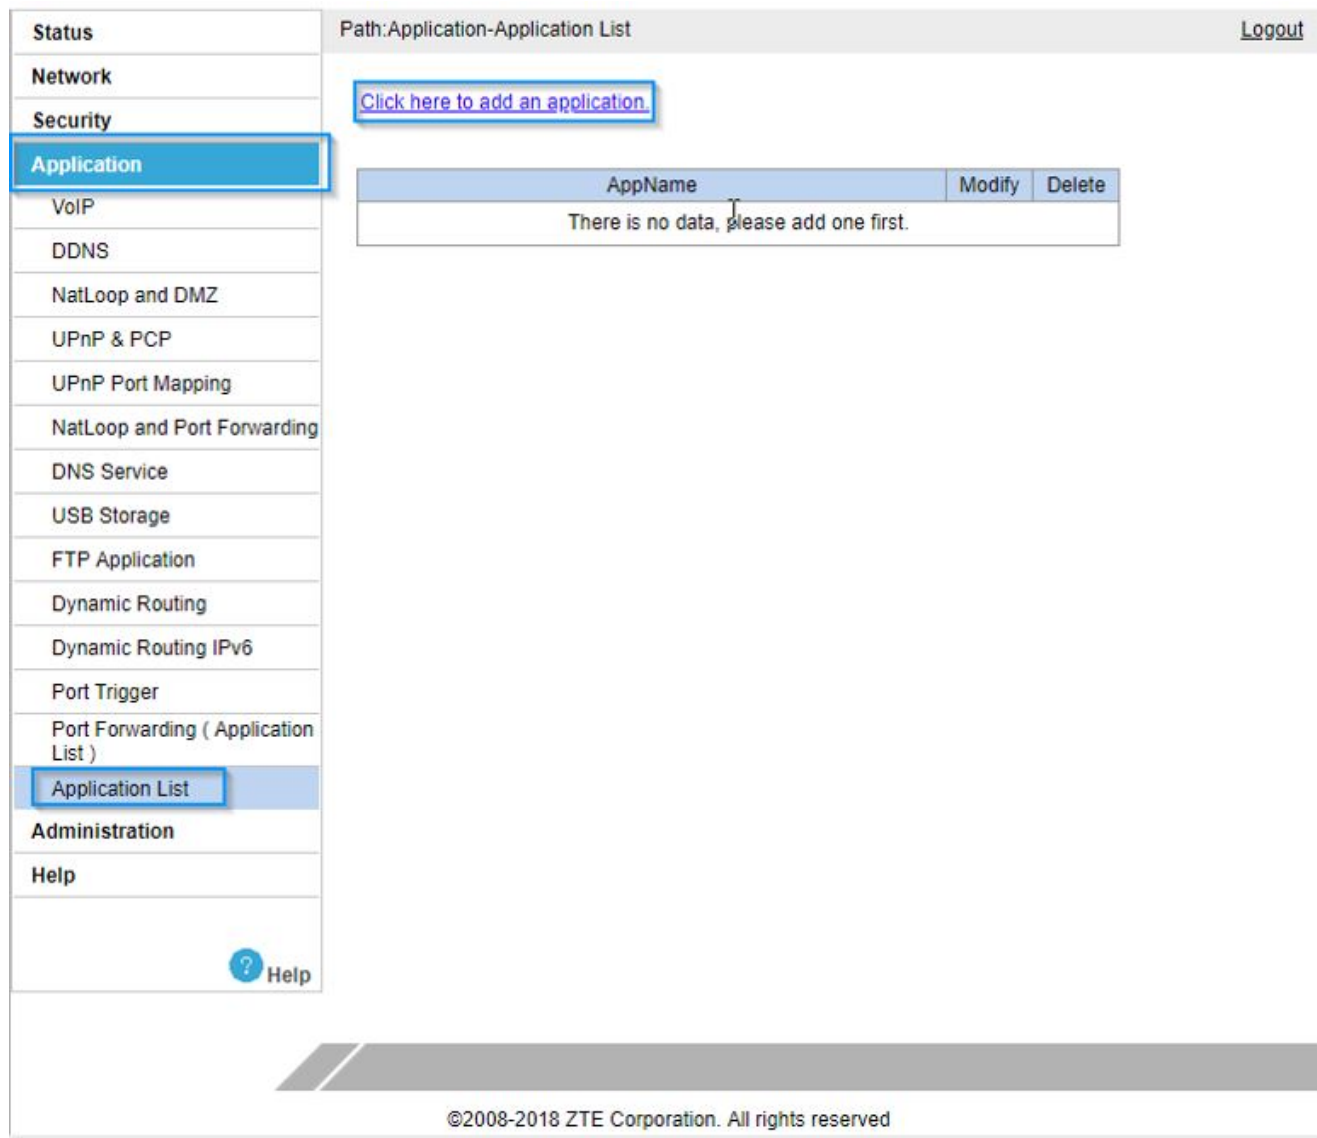 Status
Path:Application-Application List
Logout
Network
Security
Application
VoIP
DDNS
NatLoop and DMZ
UPnP & PCP
UPnP Port Mapping
NatLoop and Port Forwarding
DNS Service
USB Storage
FTP Application
Dynamic Routing
Dynamic Routing IPv6
Port Trigger
Port Forwarding ( Application
List )
Application List
Administration
Help
? Help
Click here to add an application.
AppName Modify Delete
There is no data, please add one first.
©2008-2018 ZTE Corporation. All rights reserved